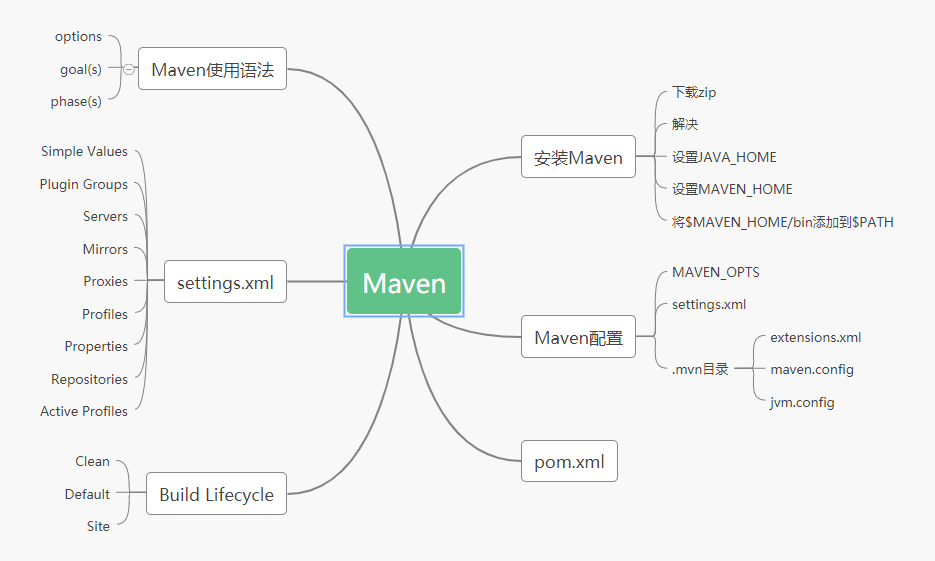 Maven
安装Maven
下载zip
解决
设置JAVA_HOME
设置MAVEN_HOME
将$MAVEN_HOME/bin添加到$PATH
Maven配置
MAVEN_OPTS
settings.xml
.mvn目录
extensions.xml
maven.config
jvm.config
pom.xml
Maven使用语法
options
goal(s)
phase(s)
settings.xml
Simple Values
Plugin Groups
Servers
Mirrors
Proxies
Profiles
Properties
Repositories
Active Profiles
Build Lifecycle
Clean
Default
Site